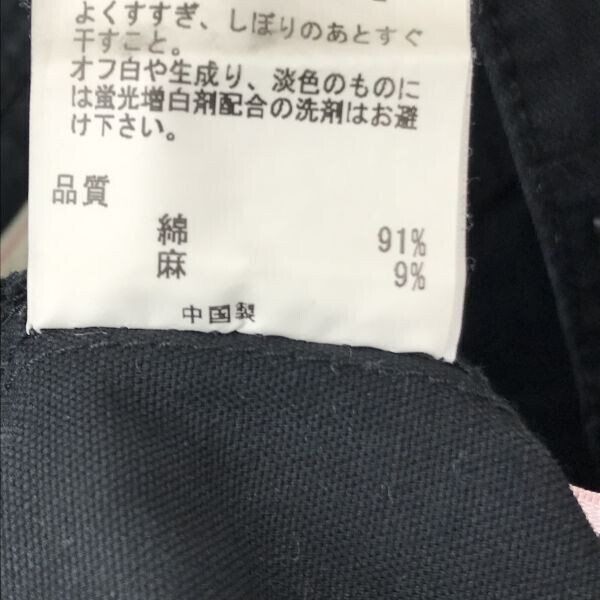 よくすすぎ、しぼりのあとすぐ
干すこと。
オフ白や生成り、淡色のものに
は蛍光増白剤配合の洗剤はお避
け下さい。
品質
綿 91%
麻 9%
中国製